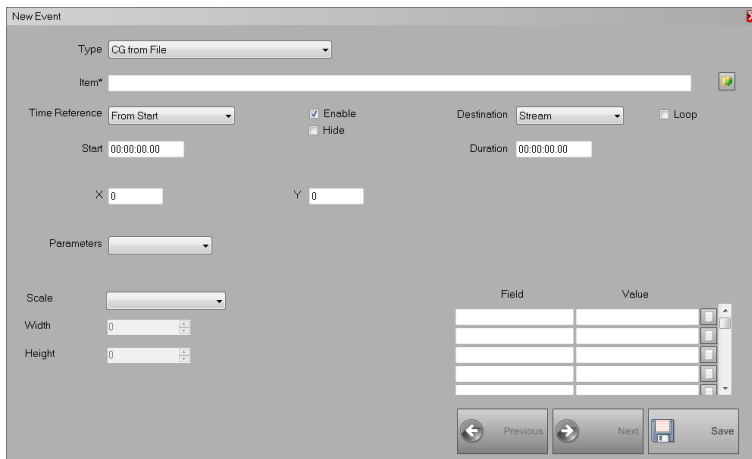 New Event
Type CG from File
Item*
Time Reference From Start Enable Destination Stream Loop
Hide
Start 00:00:00.00 Duration 00:00:00.00
X 0 Y 0
Parameters
Scale
Field Value
Width 0
Height 0
Previous Next Save